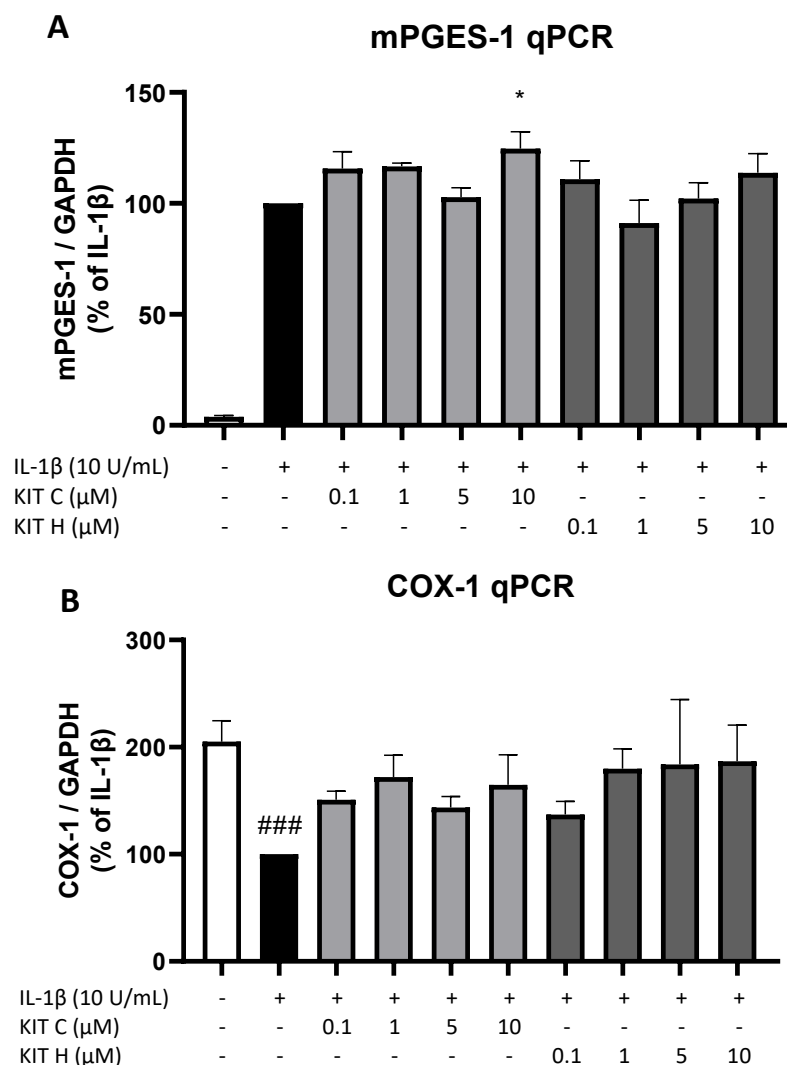 A
mPGES-1 qPCR
mPGES-1 / GAPDH
(% of IL-1β)
150
*
100
50
0
IL-1β (10 U/mL) - + + + + + + + + +
KIT C (μM) - - 0.1 1 5 10 - - - -
KIT H (μM) - - - - - - 0.1 1 5 10
B
COX-1 qPCR
COX-1 / GAPDH
(% of IL-1β)
300
200
###
100
0
IL-1β (10 U/mL) - + + + + + + + + +
KIT C (μM) - - 0.1 1 5 10 - - - -
KIT H (μM) - - - - - - 0.1 1 5 10